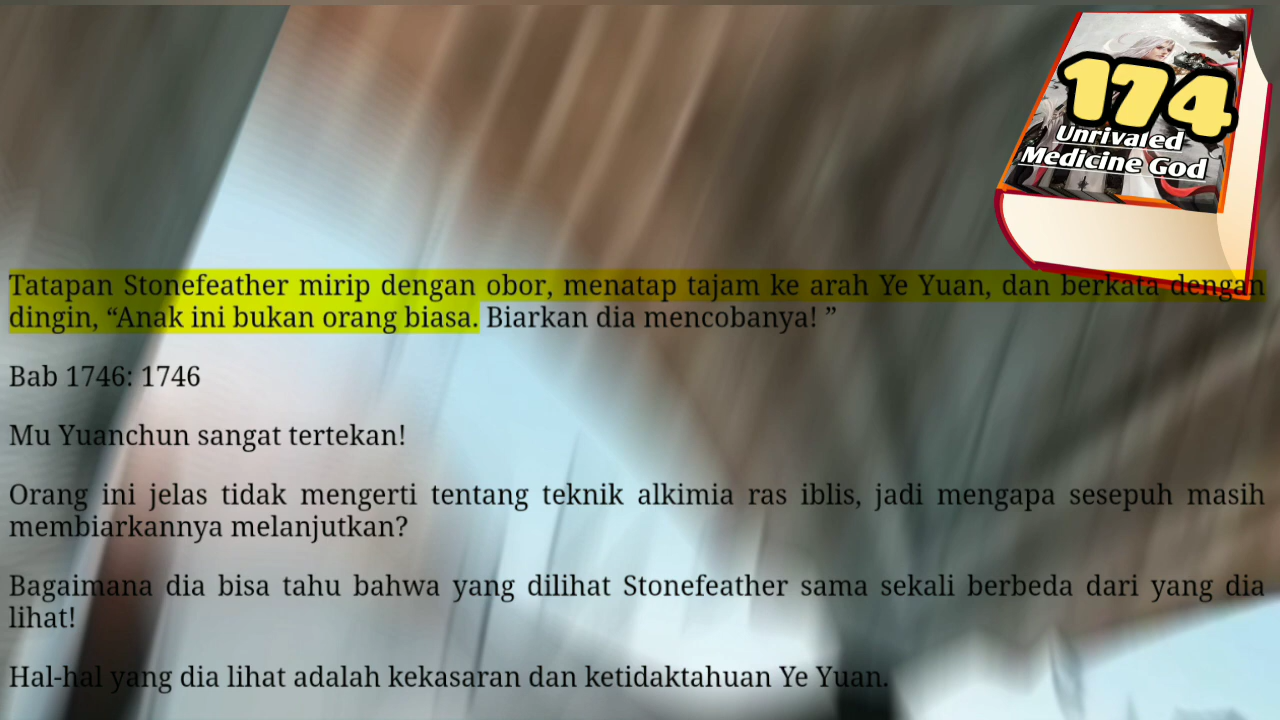 174
Unrivaled
Medicine God
Tatapan Stonefeather mirip dengan obor, menatap tajam ke arah Ye Yuan, dan berkata dengan
dingin, “Anak ini bukan orang biasa. Biarkan dia mencobanya! ”
Bab 1746: 1746
Mu Yuanchun sangat tertekan!
Orang ini jelas tidak mengerti tentang teknik alkimia ras iblis, jadi mengapa sesepuh masih
membiarkannya melanjutkan?
Bagaimana dia bisa tahu bahwa yang dilihat Stonefeather sama sekali berbeda dari yang dia
lihat!
Hal-hal yang dia lihat adalah kekasaran dan ketidaktahuan Ye Yuan.